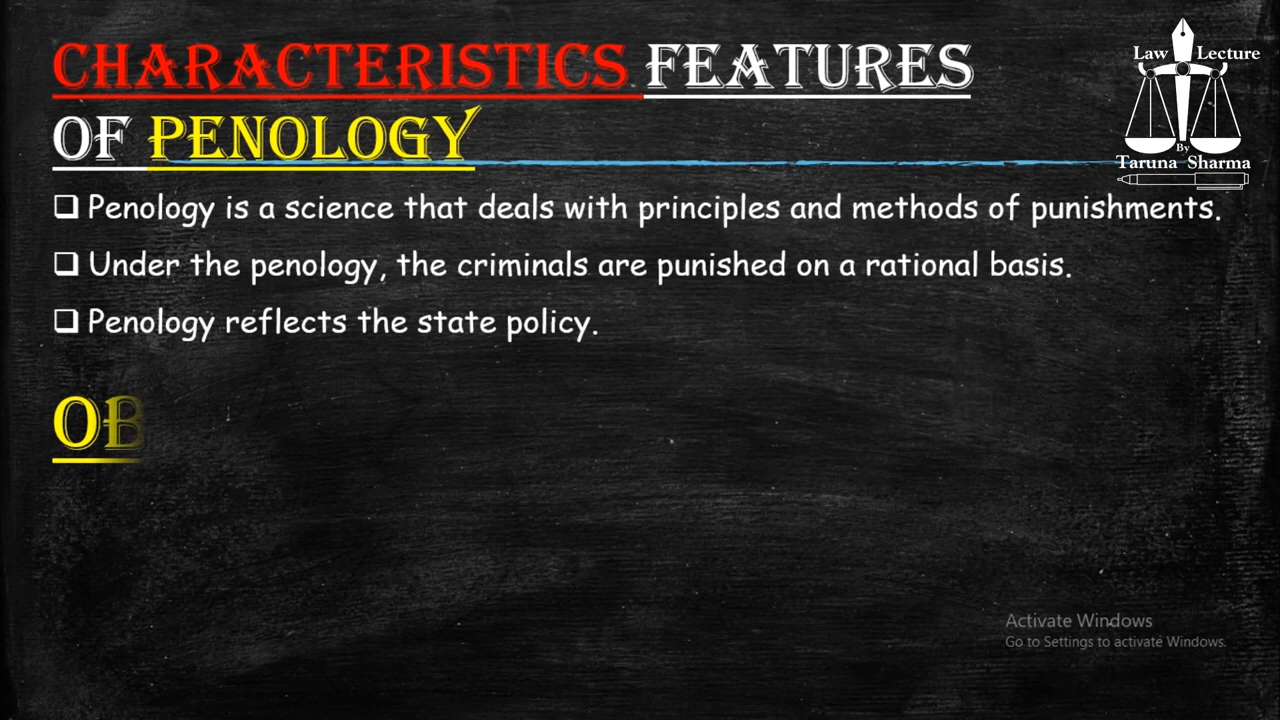 CHARACTERISTICS FEATURES
OF PENOLOGY
Law Lecture
By
Taruna Sharma
❑ Penology is a science that deals with principles and methods of punishments.
❑ Under the penology, the criminals are punished on a rational basis.
❑ Penology reflects the state policy.
OB
Activate Windows
Go to Settings to activate Windows.